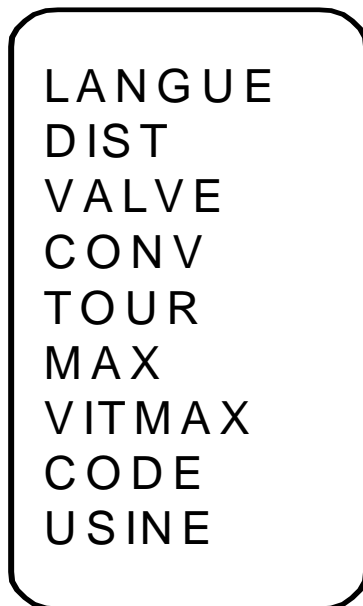 LANGUE
DIST
VALVE
CONV
TOUR
MAX
VITMAX
CODE
USINE